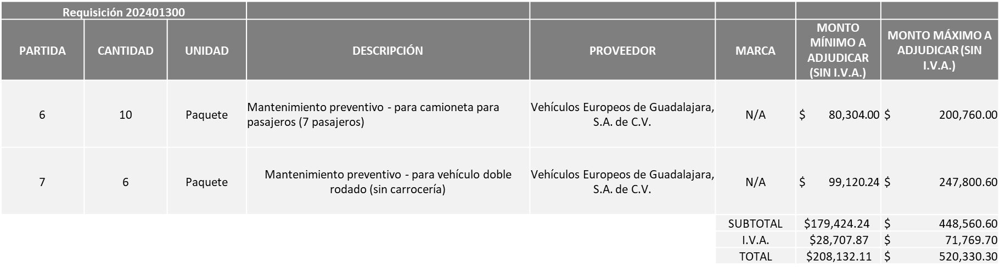 Requisición 202401300
PARTIDA CANTIDAD UNIDAD DESCRIPCIÓN PROVEEDOR MARCA
MONTO
MÍNIMO A
ADJUDICAR
(SIN I.V.A.)
MONTO MÁXIMO A
ADJUDICAR (SIN
I.V.A.)
6 10 Paquete
Mantenimiento preventivo - para camioneta para
pasajeros (7 pasajeros)
Vehículos Europeos de Guadalajara,
S.A. de C.V.
N/A $ 80,304.00 $ 200,760.00
7 6 Paquete
Mantenimiento preventivo - para vehículo doble
rodado (sin carrocería)
Vehículos Europeos de Guadalajara,
S.A. de C.V.
N/A $ 99,120.24 $ 247,800.60
SUBTOTAL $179,424.24 $ 448,560.60
I.V.A. $28,707.87 $ 71,769.70
TOTAL $208,132.11 $ 520,330.30